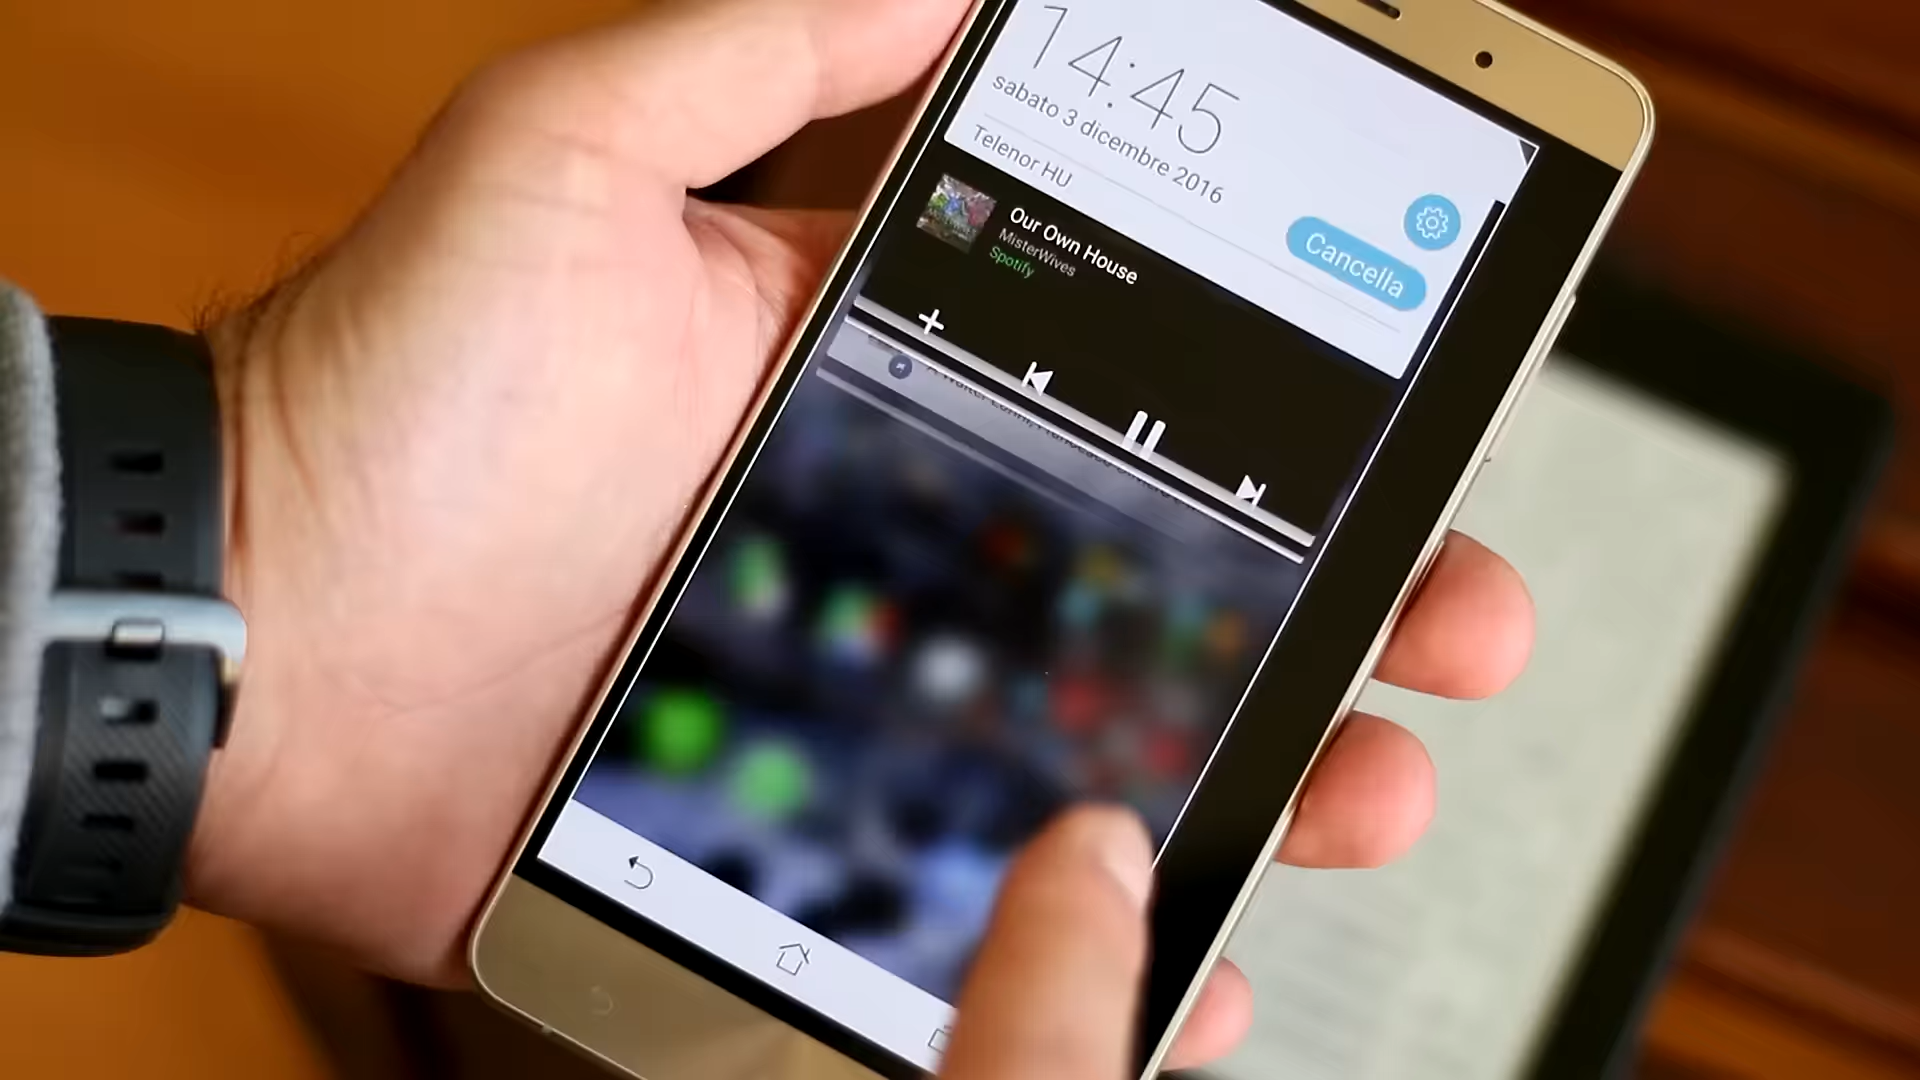 14:45
sabato 3 dicembre 2016
Telenor HU
Cancella
Our Own House
MisterWives
Spotify